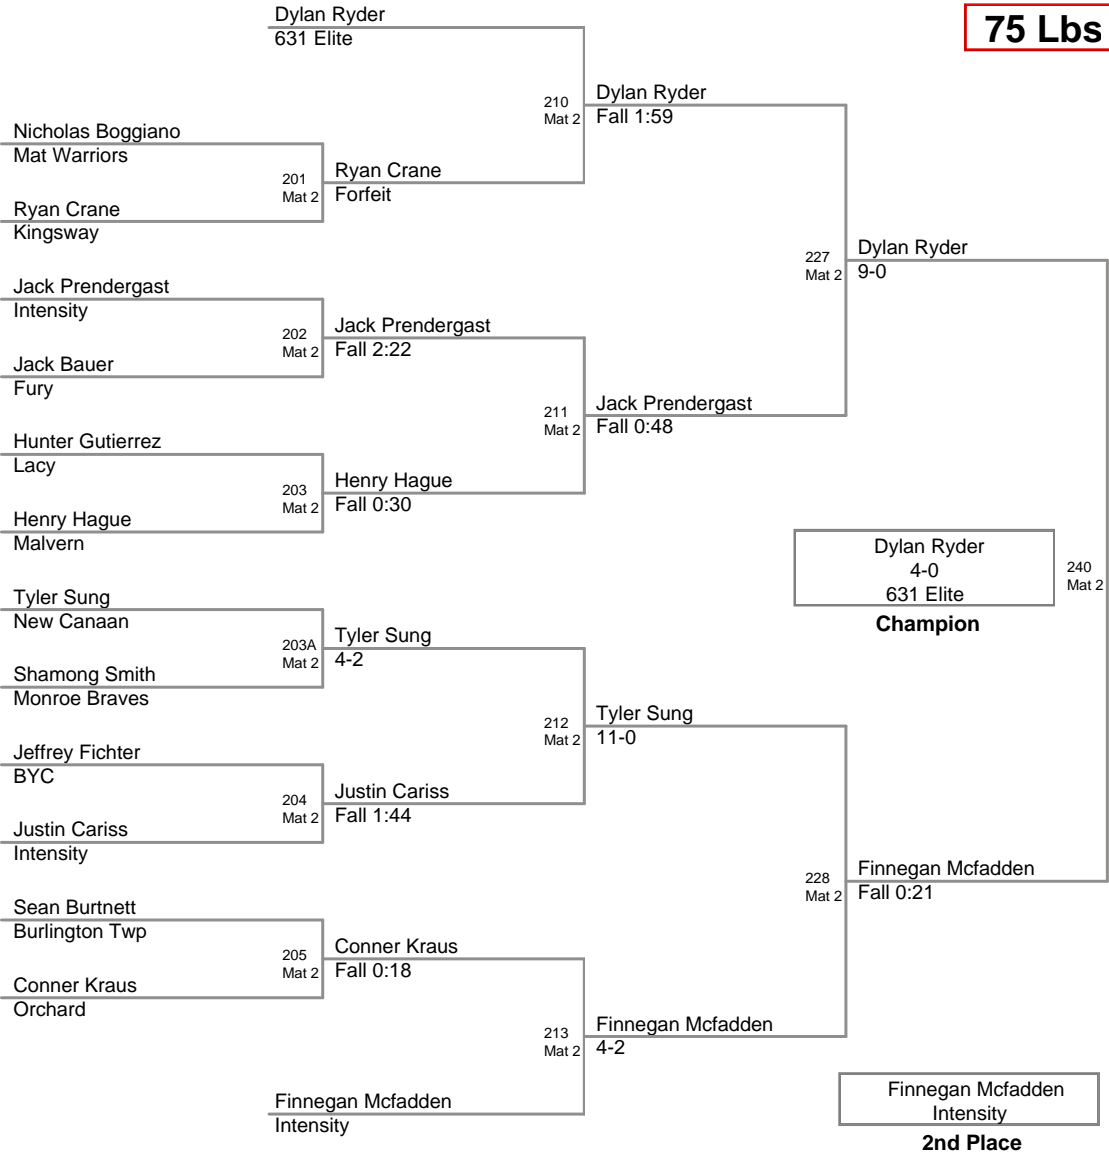 Dylan Ryder
631 Elite
75 Lbs
210
Mat 2
Dylan Ryder
Fall 1:59
Nicholas Boggiano
Mat Warriors
201
Mat 2
Ryan Crane
Forfeit
Ryan Crane
Kingsway
227
Mat 2
Dylan Ryder
9-0
Jack Prendergast
Intensity
202
Mat 2
Jack Prendergast
Fall 2:22
Jack Bauer
Fury
211
Mat 2
Jack Prendergast
Fall 0:48
Hunter Gutierrez
Lacy
203
Mat 2
Henry Hague
Fall 0:30
Henry Hague
Malvern
Dylan Ryder
4-0
631 Elite
Champion
240
Mat 2
Tyler Sung
New Canaan
203A
Mat 2
Tyler Sung
4-2
Shamong Smith
Monroe Braves
212
Mat 2
Tyler Sung
11-0
Jeffrey Fichter
BYC
204
Mat 2
Justin Cariss
Fall 1:44
Justin Cariss
Intensity
228
Mat 2
Finnegan Mcfadden
Fall 0:21
Sean Burtnett
Burlington Twp
205
Mat 2
Conner Kraus
Fall 0:18
Conner Kraus
Orchard
213
Mat 2
Finnegan Mcfadden
4-2
Finnegan Mcfadden
Intensity
Finnegan Mcfadden
Intensity
2nd Place